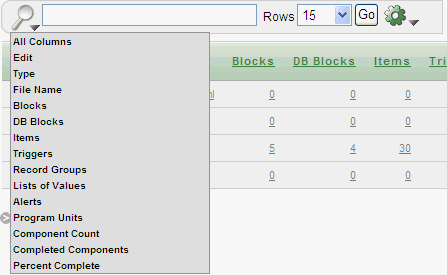 Rows 15 Go
All Columns
Edit
Type
File Name
Blocks
DB Blocks
Items
Triggers
Record Groups
Lists of Values
Alerts
Program Units
Component Count
Completed Components
Percent Complete
Blocks DB Blocks Items
0 0 0
0 0 0
5 4 30
0 0 0